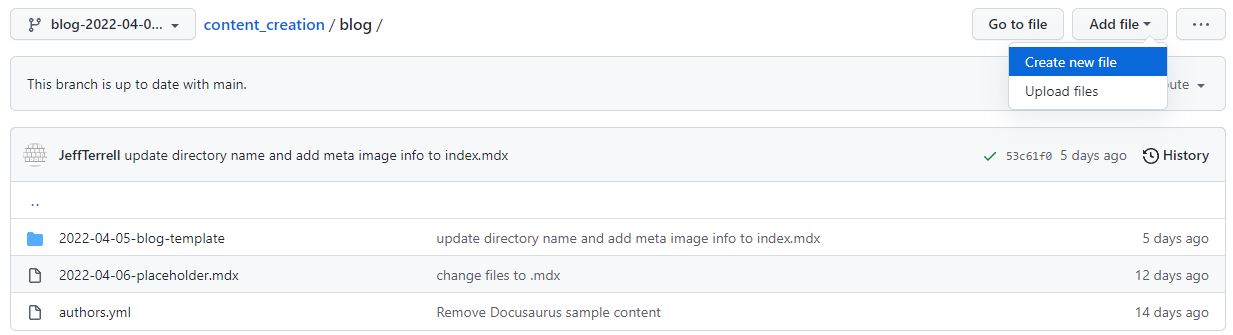 blog-2022-04-0... content_creation / blog / Go to file Add file ...
Create new file
This branch is up to date with main.
Upload files
JeffTerrell update directory name and add meta image info to index.mdx 53c61f0 5 days ago History
..
2022-04-05-blog-template update directory name and add meta image info to index.mdx 5 days ago
2022-04-06-placeholder.mdx change files to .mdx 12 days ago
authors.yml Remove Docusaurus sample content 14 days ago